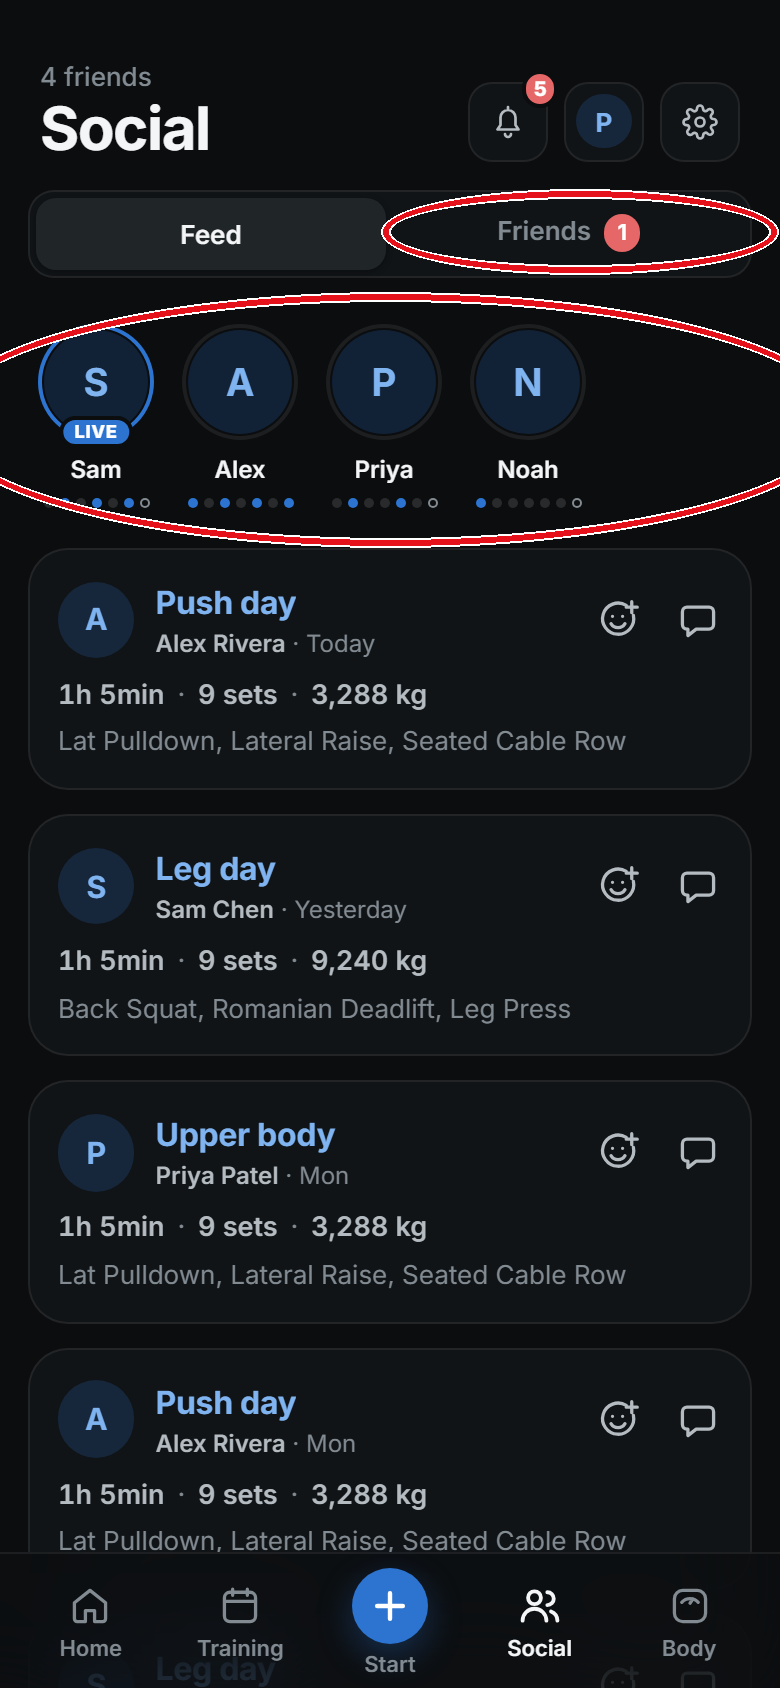 4 friends
Social
5
P
Feed
Friends 1
S
A
P
N
LIVE
Sam
Alex
Priya
Noah
A
Push day
Alex Rivera · Today
1h 5min · 9 sets · 3,288 kg
Lat Pulldown, Lateral Raise, Seated Cable Row
S
Leg day
Sam Chen · Yesterday
1h 5min · 9 sets · 9,240 kg
Back Squat, Romanian Deadlift, Leg Press
P
Upper body
Priya Patel · Mon
1h 5min · 9 sets · 3,288 kg
Lat Pulldown, Lateral Raise, Seated Cable Row
A
Push day
Alex Rivera · Mon
1h 5min · 9 sets · 3,288 kg
Lat Pulldown, Lateral Raise, Seated Cable Row
Home
Training
Start
Social
Body
S
Leg day